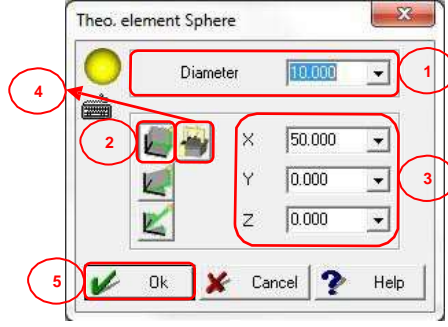 Theo. element Sphere
1
Diameter 10.000
4
2
X 50.000
Y 0.000
3
Z 0.000
5
Ok Cancel ? Help